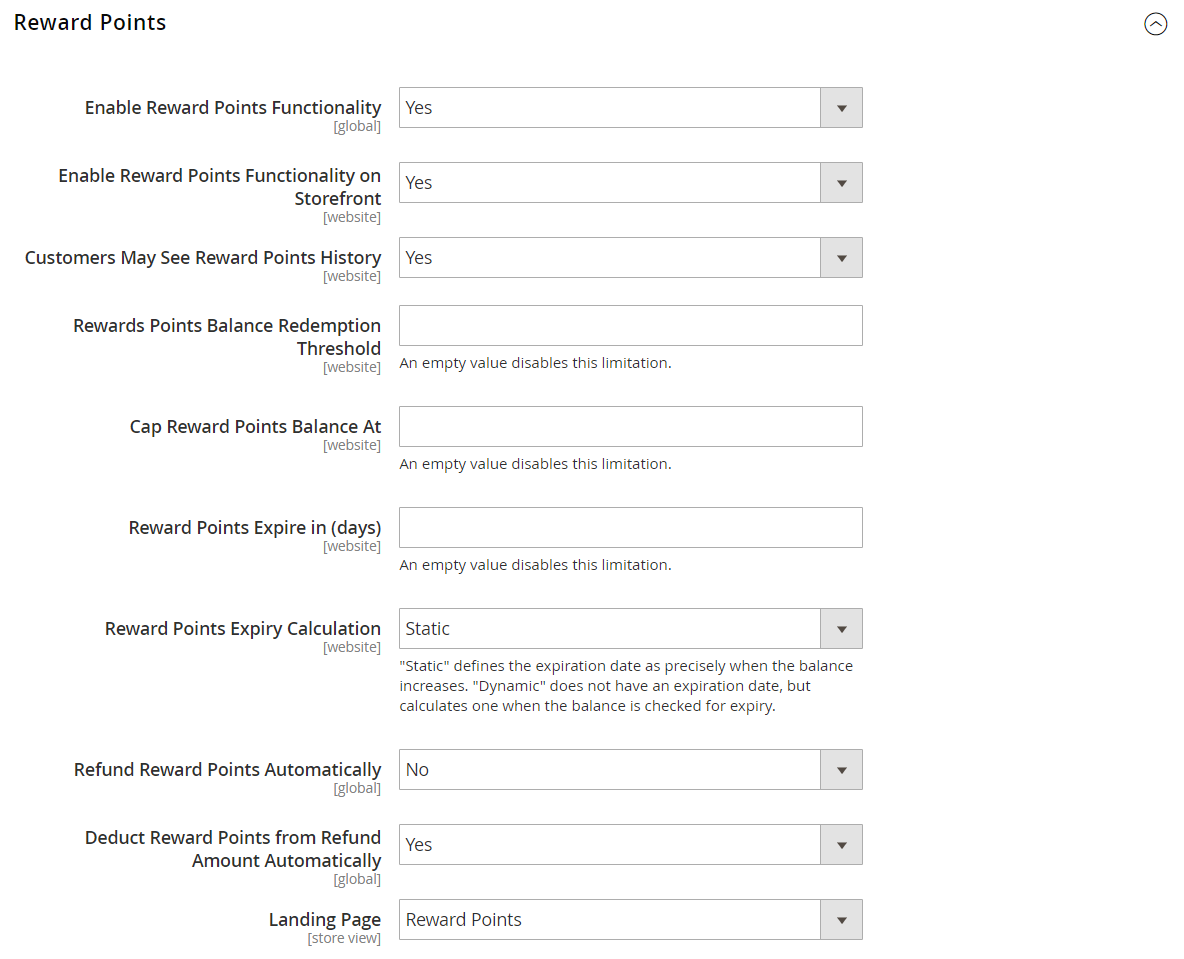 Reward Points
Enable Reward Points Functionality
[global]
Yes
Enable Reward Points Functionality on
Storefront
[website]
Yes
Customers May See Reward Points History
[website]
Yes
Rewards Points Balance Redemption
Threshold
[website]
An empty value disables this limitation.
Cap Reward Points Balance At
[website]
An empty value disables this limitation.
Reward Points Expire in (days)
[website]
An empty value disables this limitation.
Reward Points Expiry Calculation
[website]
Static
"Static" defines the expiration date as precisely when the balance
increases. "Dynamic" does not have an expiration date, but
calculates one when the balance is checked for expiry.
Refund Reward Points Automatically
[global]
No
Deduct Reward Points from Refund
Amount Automatically
[global]
Yes
Landing Page
[store view]
Reward Points